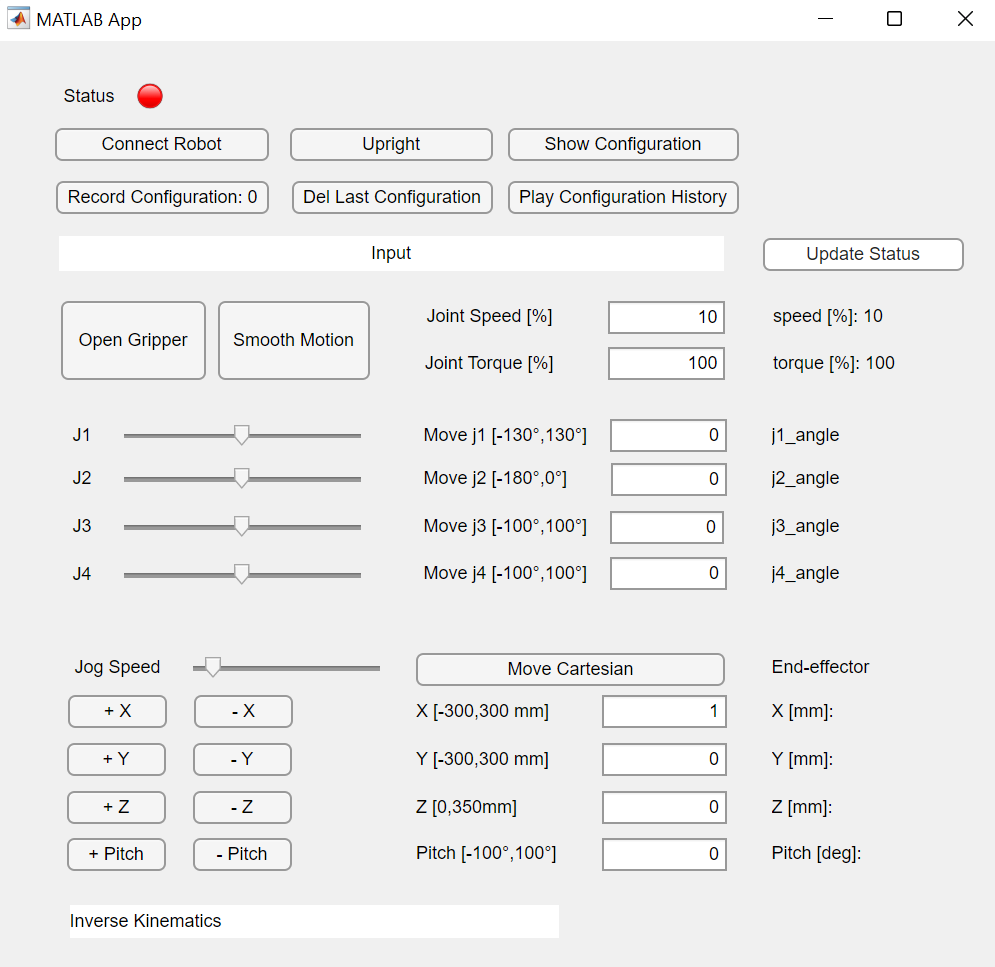 MATLAB App
Status
Connect Robot Upright Show Configuration
Record Configuration: 0 Del Last Configuration Play Configuration History
Input Update Status
Open Gripper Smooth Motion
Joint Speed [%] 10 speed [%]: 10
Joint Torque [%] 100 torque [%]: 100
J1 Move j1 [-130°,130°] 0 j1_angle
J2 Move j2 [-180°,0°] 0 j2_angle
J3 Move j3 [-100°,100°] 0 j3_angle
J4 Move j4 [-100°,100°] 0 j4_angle
Jog Speed Move Cartesian End-effector
+ X - X X [-300,300 mm] 1 X [mm]:
+ Y - Y Y [-300,300 mm] 0 Y [mm]:
+ Z - Z Z [0,350mm] 0 Z [mm]:
+ Pitch - Pitch Pitch [-100°,100°] 0 Pitch [deg]:
Inverse Kinematics